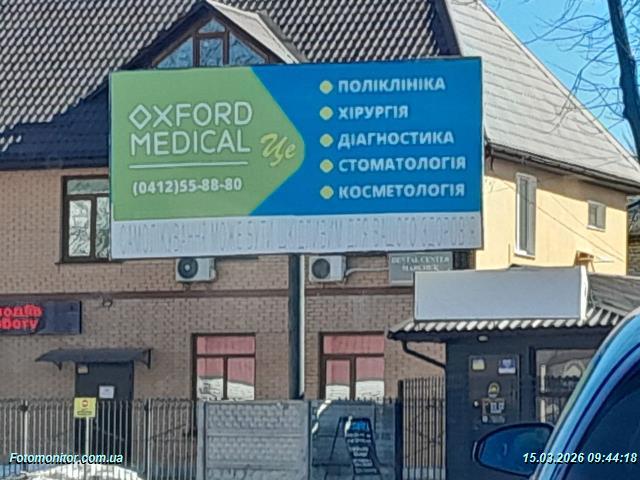 OXFORD
MEDICAL
Це
(0412)55-88-80
ПОЛІКЛІНІКА
ХІРУРГІЯ
ДІАГНОСТИКА
СТОМАТОЛОГІЯ
КОСМЕТОЛОГІЯ
САМОЛІКУВАННЯ МОЖЕ БУТИ ШКІДЛИВИМ ДЛЯ ВАШОГО ЗДОРОВ'Я
DENTAL CENTER
Fotomonitor.com.ua
15.03.2026 09:44:18